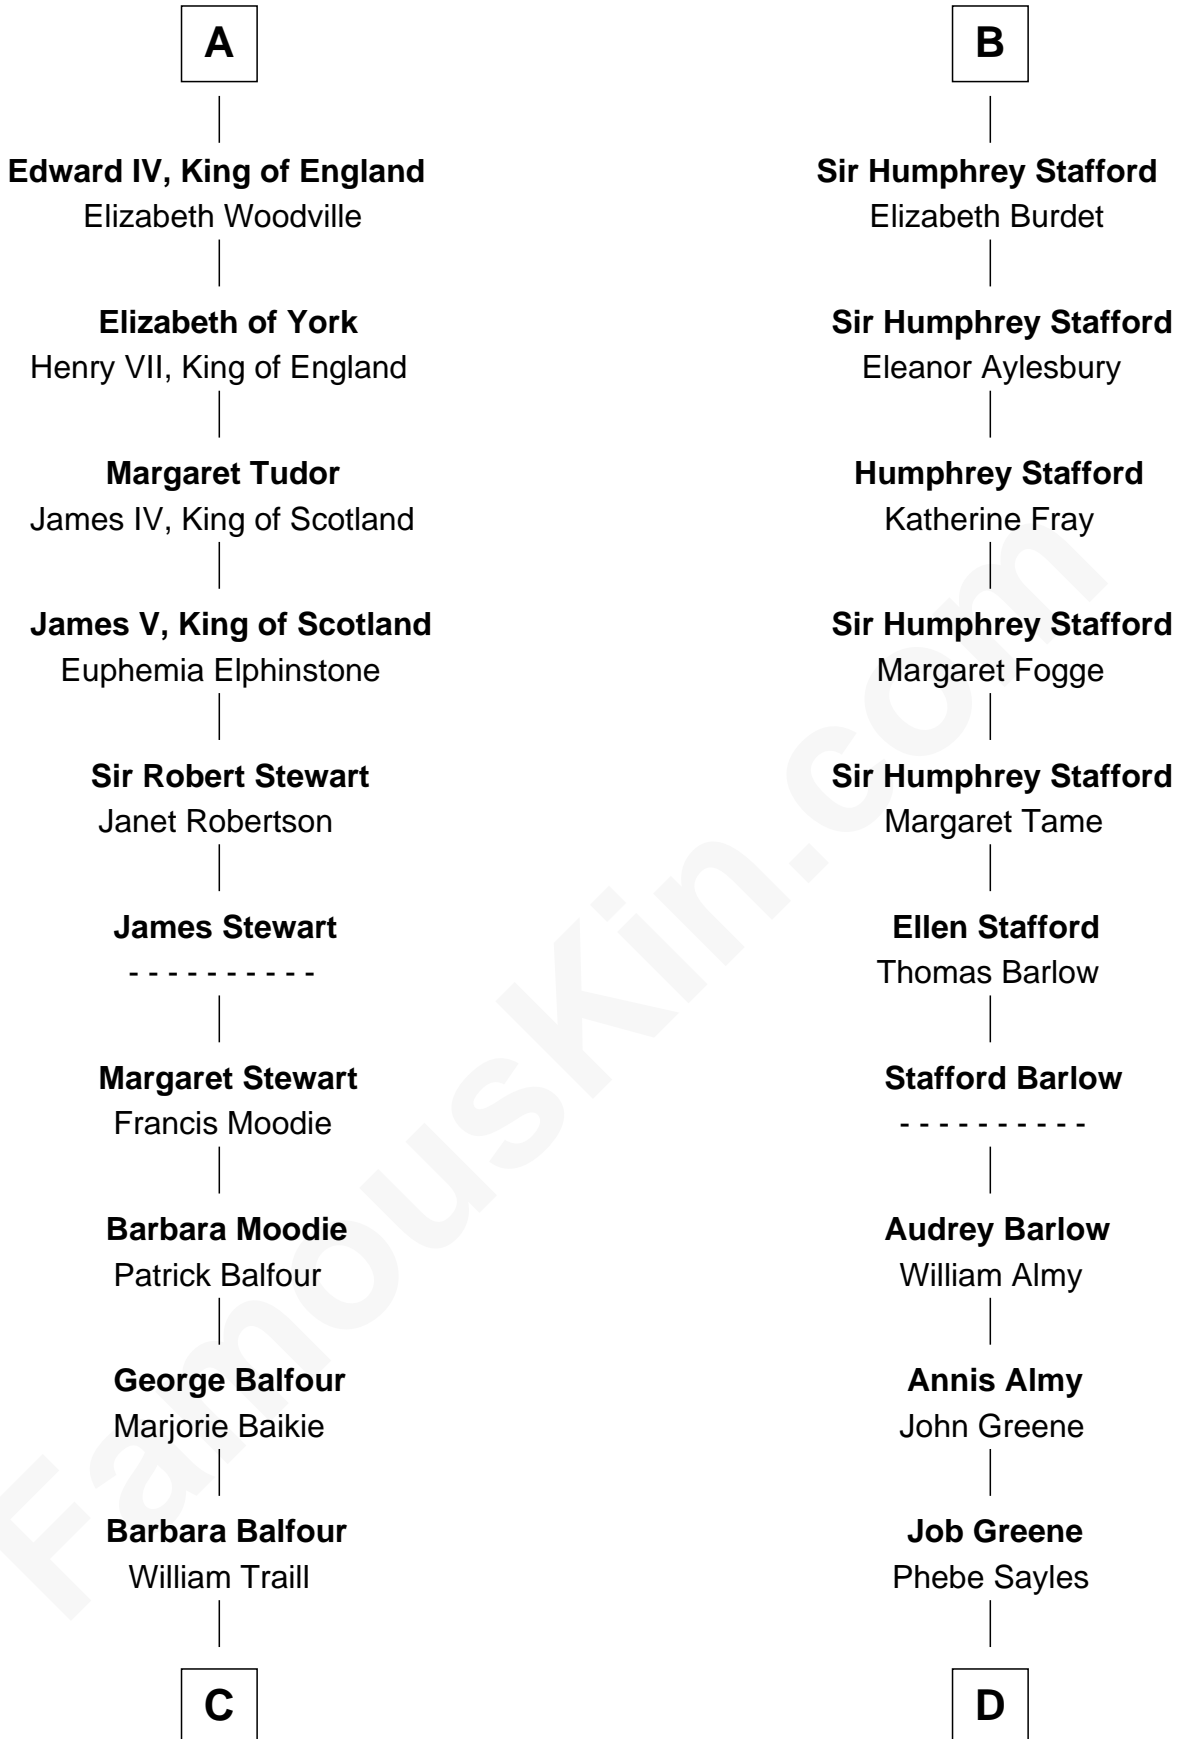 A
Edward IV, King of England
Elizabeth Woodville
Elizabeth of York
Henry VII, King of England
Margaret Tudor
James IV, King of Scotland
James V, King of Scotland
Euphemia Elphinstone
Sir Robert Stewart
Janet Robertson
James Stewart
- - - - - - - - - -
Margaret Stewart
Francis Moodie
Barbara Moodie
Patrick Balfour
George Balfour
Marjorie Baikie
Barbara Balfour
William Traill
C
B
Sir Humphrey Stafford
Elizabeth Burdet
Sir Humphrey Stafford
Eleanor Aylesbury
Humphrey Stafford
Katherine Fray
Sir Humphrey Stafford
Margaret Fogge
Sir Humphrey Stafford
Margaret Tame
Ellen Stafford
Thomas Barlow
Stafford Barlow
- - - - - - - - - -
Audrey Barlow
William Almy
Annis Almy
John Greene
Job Greene
Phebe Sayles
D
FamousKin.com